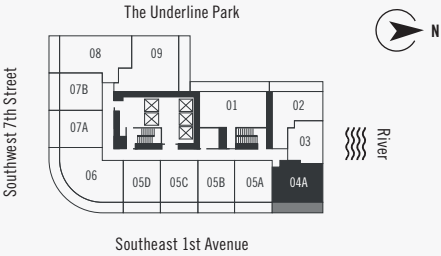 The Underline Park
N
08
09
07B
01
02
07A
03
06
05D
05C
05B
05A
04A
Southwest 7th Street
River
Southeast 1st Avenue